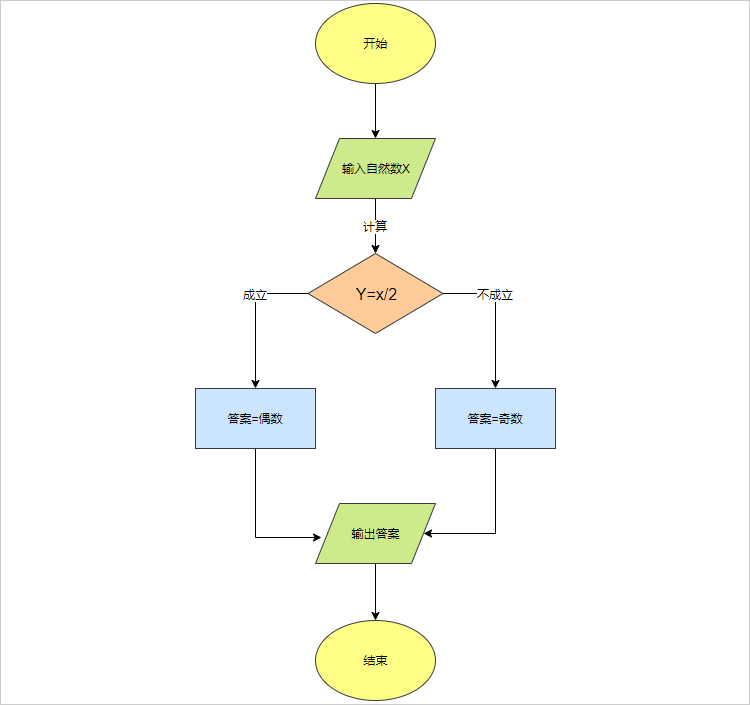 开始
输入自然数X
计算
Y=x/2
成立
不成立
答案=偶数
答案=奇数
输出答案
结束